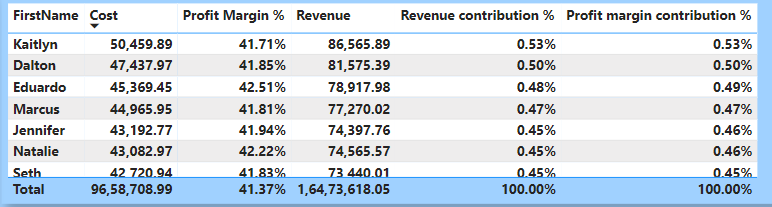 FirstName Cost Profit Margin % Revenue Revenue contribution % Profit margin contribution %
Kaitlyn 50,459.89 41.71% 86,565.89 0.53% 0.53%
Dalton 47,437.97 41.85% 81,575.39 0.50% 0.50%
Eduardo 45,369.45 42.51% 78,917.98 0.48% 0.49%
Marcus 44,965.95 41.81% 77,270.02 0.47% 0.47%
Jennifer 43,192.77 41.94% 74,397.76 0.45% 0.46%
Natalie 43,082.97 42.22% 74,565.57 0.45% 0.46%
Seth 42,720.94 41.83% 73,440.01 0.45% 0.45%
Total 96,58,708.99 41.37% 1,64,73,618.05 100.00% 100.00%